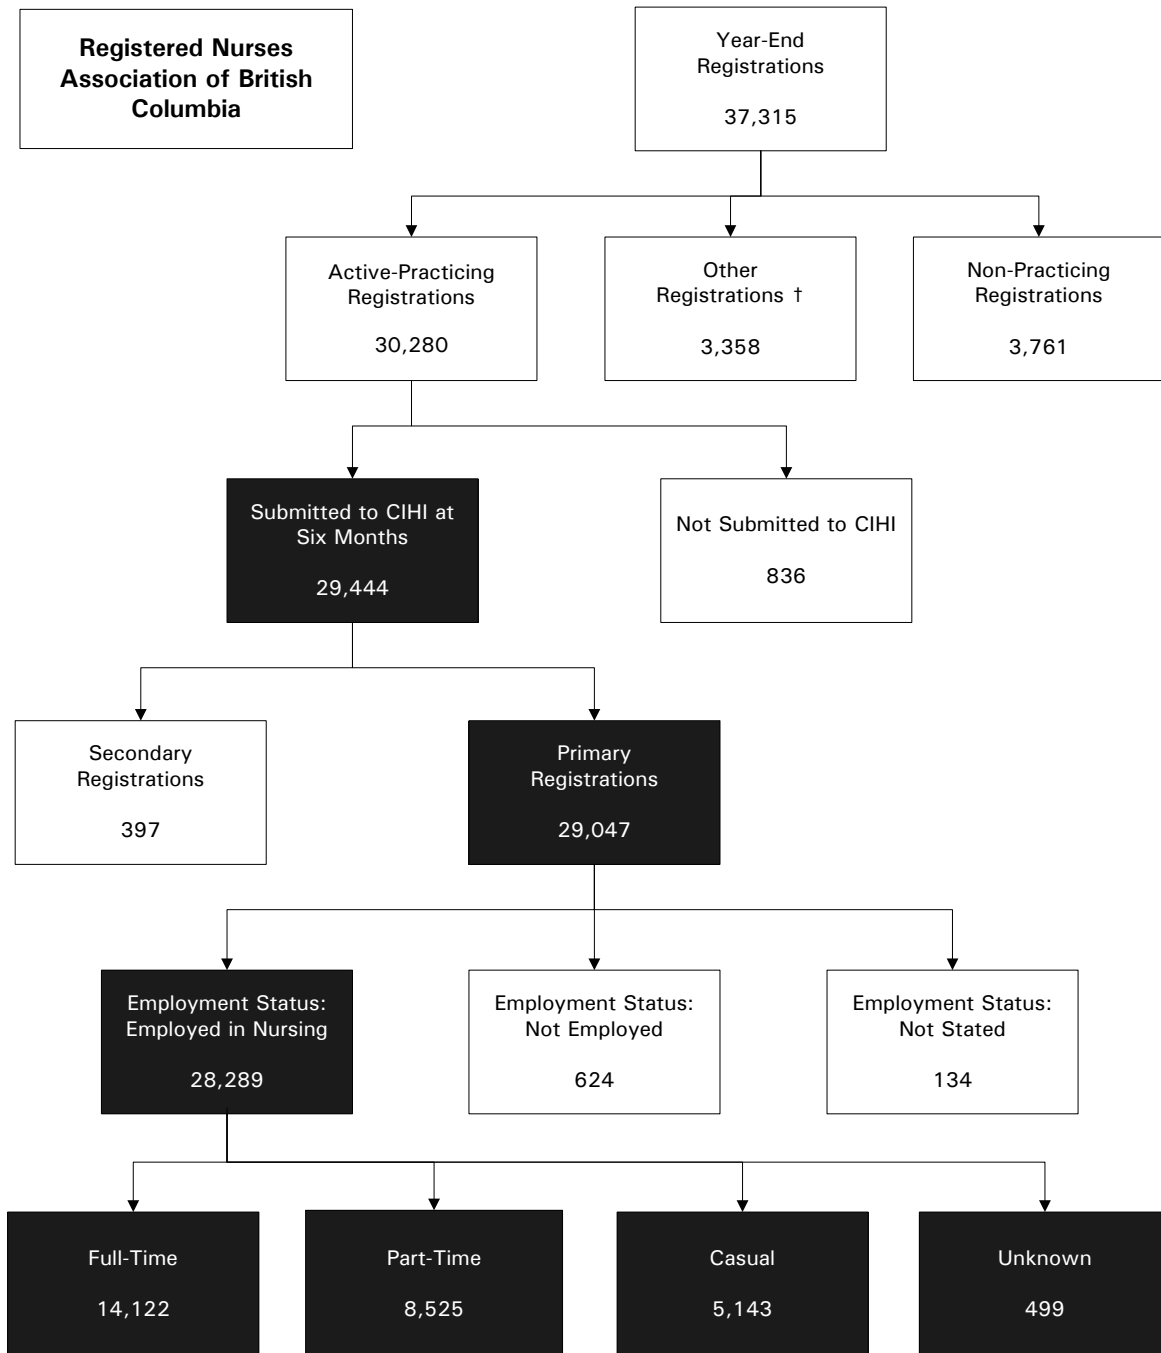 Registered Nurses
Association of British
Columbia
Year-End
Registrations
37,315
Active-Practicing
Registrations
30,280
Other
Registrations †
3,358
Non-Practicing
Registrations
3,761
Submitted to CIHI at
Six Months
29,444
Not Submitted to CIHI
836
Secondary
Registrations
397
Primary
Registrations
29,047
Employment Status:
Employed in Nursing
28,289
Employment Status:
Not Employed
624
Employment Status:
Not Stated
134
Full-Time
14,122
Part-Time
8,525
Casual
5,143
Unknown
499